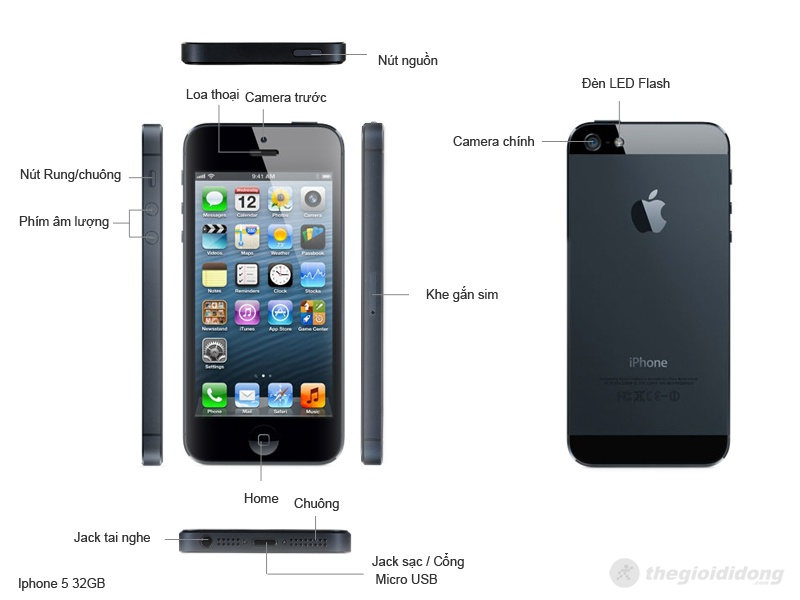 Nút nguồn
Loa thoại
Camera trước
Đèn LED Flash
Camera chính
Nút Rung/chuông
Phím âm lượng
9:41 AM
Wednesday
12
Messages
Calendar
Photos
Camera
Videos
Maps
Weather
Passbook
Notes
Reminders
Clock
Stocks
Newsstand
iTunes
App Store
Game Center
Settings
Phone
Mail
Safari
Music
Khe gắn sim
iPhone
Home
Chuông
Jack tai nghe
Jack sạc / Cổng
Micro USB
Iphone 5 32GB
thegioididong
.com